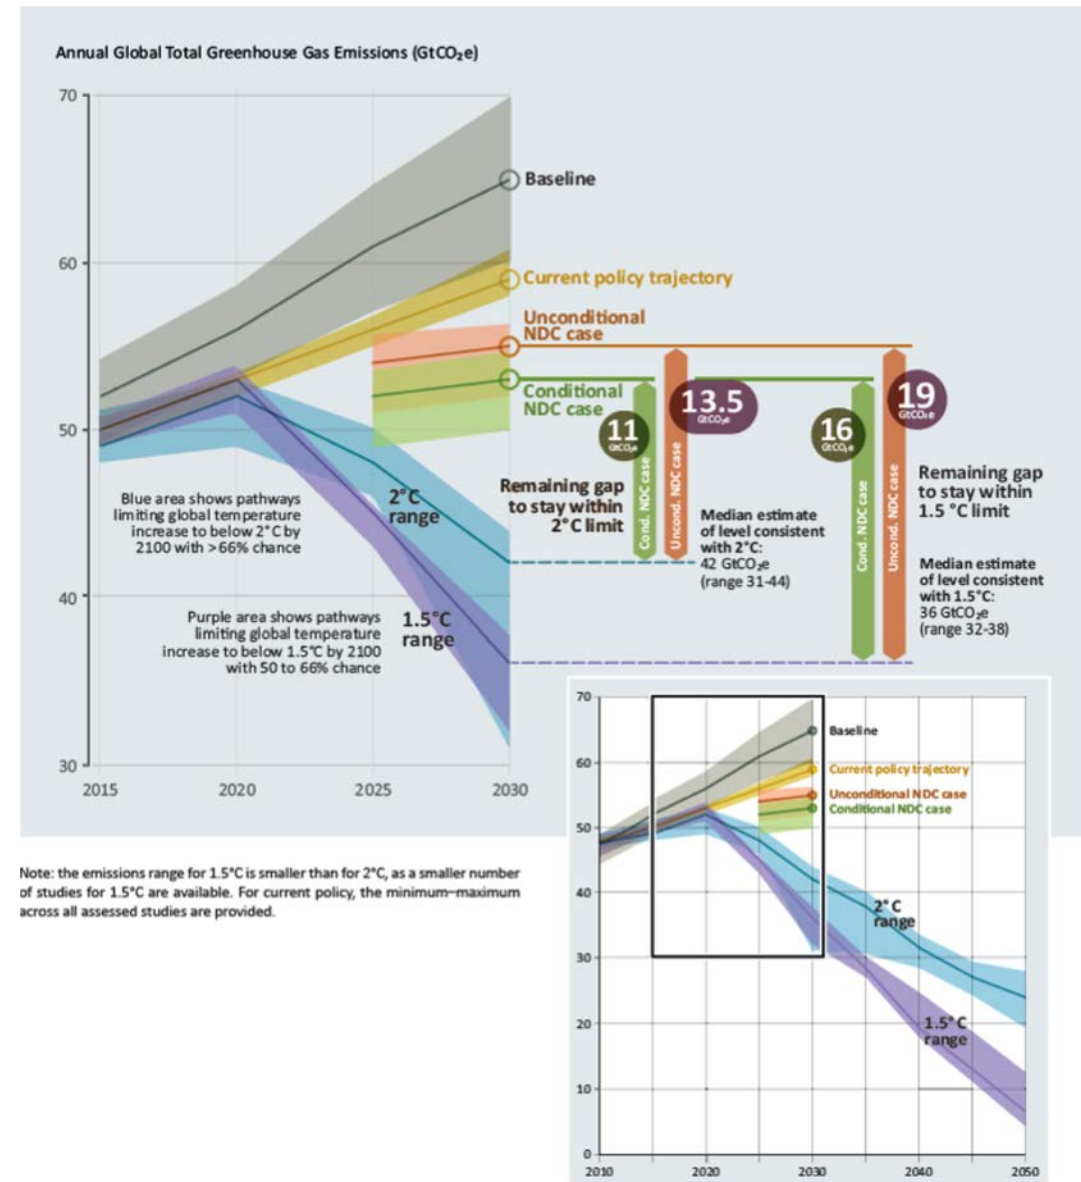 Annual Global Total Greenhouse Gas Emissions (GtCO₂e)
70
60
50
40
30
2015
2020
2025
2030
Baseline
Current policy trajectory
Unconditional
NDC case
Conditional
NDC case
11
GtCO₂e
13.5
GtCO₂e
16
GtCO₂e
19
GtCO₂e
Cond. NDC case
Uncond. NDC case
Cond. NDC case
Uncond. NDC case
Remaining gap
to stay within
2°C limit
Median estimate
of level consistent
with 2°C:
42 GtCO₂e
(range 31-44)
Remaining gap
to stay within
1.5 °C limit
Median estimate
of level consistent
with 1.5°C:
36 GtCO₂e
(range 32-38)
2°C
range
Blue area shows pathways
limiting global temperature
increase to below 2°C by
2100 with >66% chance
1.5°C
range
Purple area shows pathways
limiting global temperature
increase to below 1.5°C by 2100
with 50 to 66% chance
70
60
50
40
30
20
10
0
2010
2020
2030
2040
2050
Baseline
Current policy trajectory
Unconditional NDC case
Conditional NDC case
2°C
range
1.5°C
range
Note: the emissions range for 1.5°C is smaller than for 2°C, as a smaller number
of studies for 1.5°C are available. For current policy, the minimum–maximum
across all assessed studies are provided.